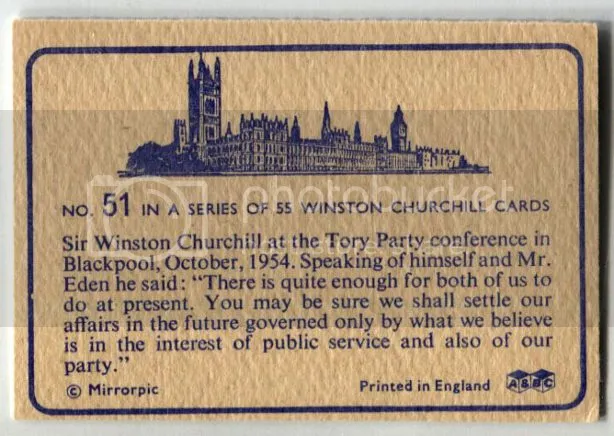 NO. 51 IN A SERIES OF 55 WINSTON CHURCHILL CARDS
Sir Winston Churchill at the Tory Party conference in
Blackpool, October, 1954. Speaking of himself and Mr.
Eden he said: “There is quite enough for both of us to
do at present. You may be sure we shall settle our
affairs in the future governed only by what we believe
is in the interest of public service and also of our
party.”
© Mirrorpic
Printed in England
A&BC
photobucket